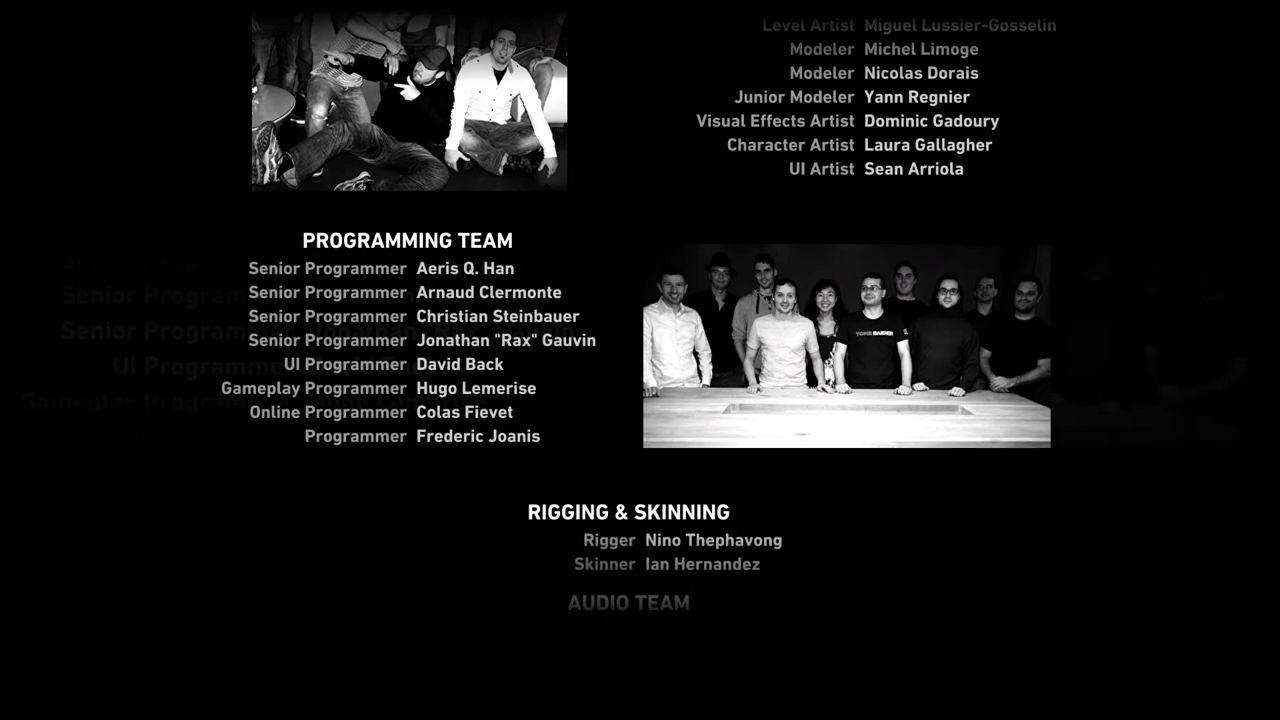 Level Artist Miguel Lussier-Gosselin
Modeler Michel Limoge
Modeler Nicolas Dorais
Junior Modeler Yann Regnier
Visual Effects Artist Dominic Gadoury
Character Artist Laura Gallagher
UI Artist Sean Arriola
PROGRAMMING TEAM
Senior Programmer Aeris Q. Han
Senior Programmer Arnaud Clermonte
Senior Programmer Christian Steinbauer
Senior Programmer Jonathan "Rax" Gauvin
UI Programmer David Back
Gameplay Programmer Hugo Lemerise
Online Programmer Colas Fievet
Programmer Frederic Joanis
TOMB RAIDER
RIGGING & SKINNING
Rigger Nino Thephavong
Skinner Ian Hernandez
AUDIO TEAM